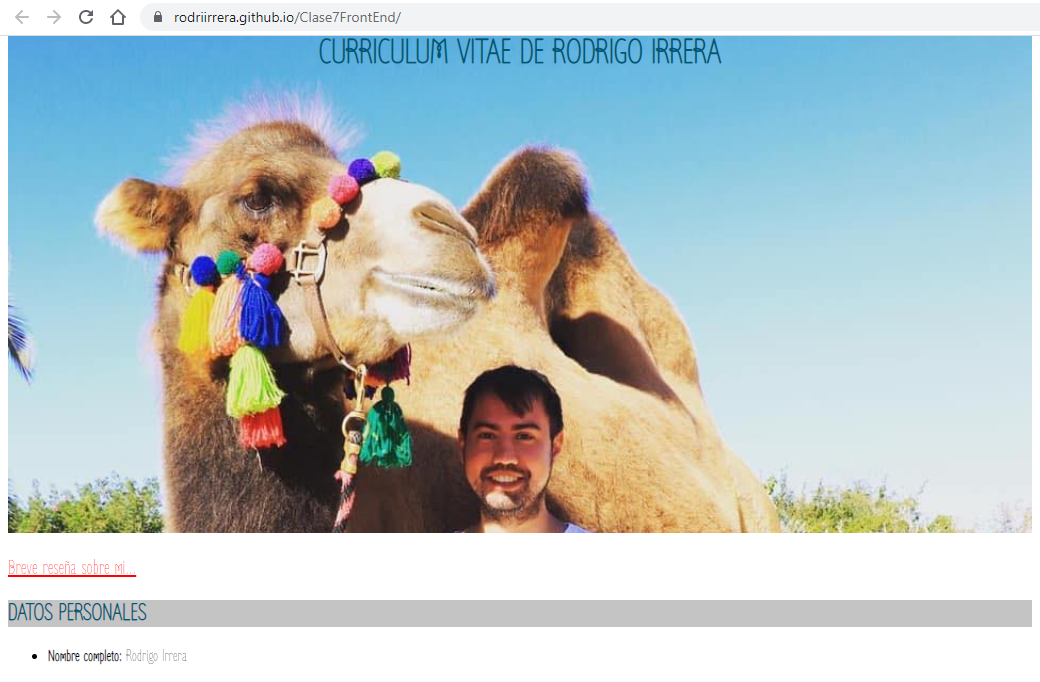 rodriirrera.github.io/Clase7FrontEnd/
CURRICULUM VITAE DE RODRIGO IRRERA
Breve reseña sobre mi...
DATOS PERSONALES
Nombre completo: Rodrigo Irrera